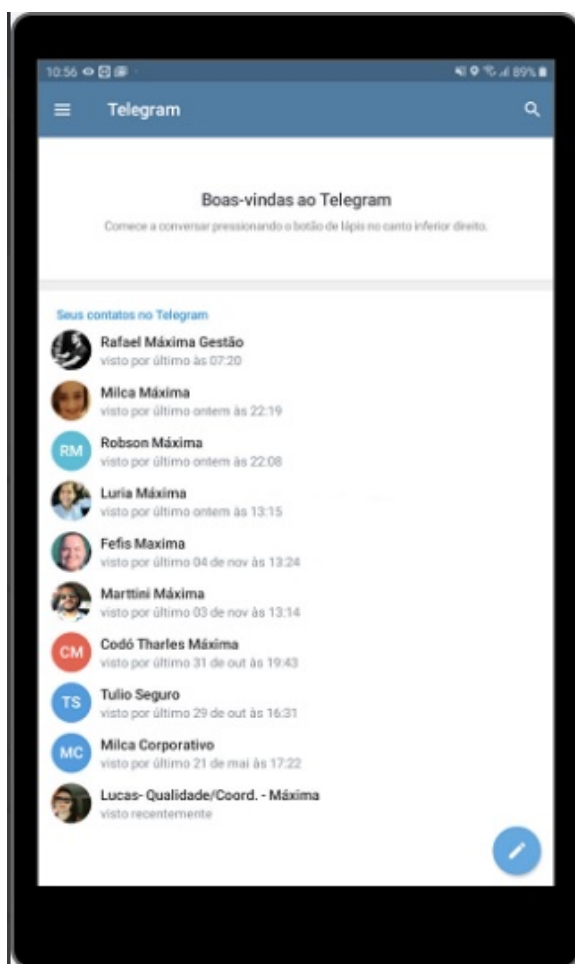 10:56
89%
Telegram
Boas-vindas ao Telegram
Comece a conversar pressionando o botão de lápis no canto inferior direito.
Seus contatos no Telegram
Rafael Máxima Gestão
visto por último às 07:20
Milca Máxima
visto por último ontem às 22:19
RM
Robson Máxima
visto por último ontem às 22:08
Luria Máxima
visto por último ontem às 13:15
Fefis Maxima
visto por último 04 de nov às 13:24
Marttini Máxima
visto por último 03 de nov às 13:14
CM
Codó Tharles Máxima
visto por último 31 de out às 19:43
TS
Tulio Seguro
visto por último 29 de out às 16:31
MC
Milca Corporativo
visto por último 21 de mai às 17:22
Lucas- Qualidade/Coord. - Máxima
visto recentemente